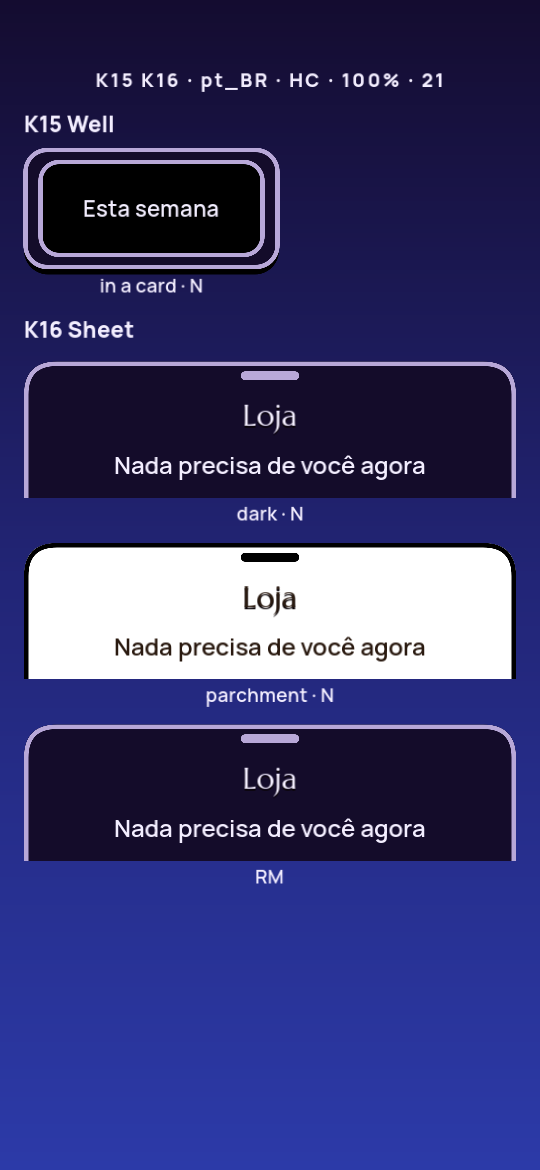 K15 K16 · pt_BR · HC · 100% · 21
K15 Well
Esta semana
in a card · N
K16 Sheet
Loja
Nada precisa de você agora
dark · N
Loja
Nada precisa de você agora
parchment · N
Loja
Nada precisa de você agora
RM